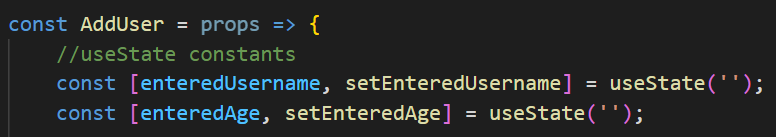 const AddUser = props => {
//useState constants
const [enteredUsername, setEnteredUsername] = useState('');
const [enteredAge, setEnteredAge] = useState('');